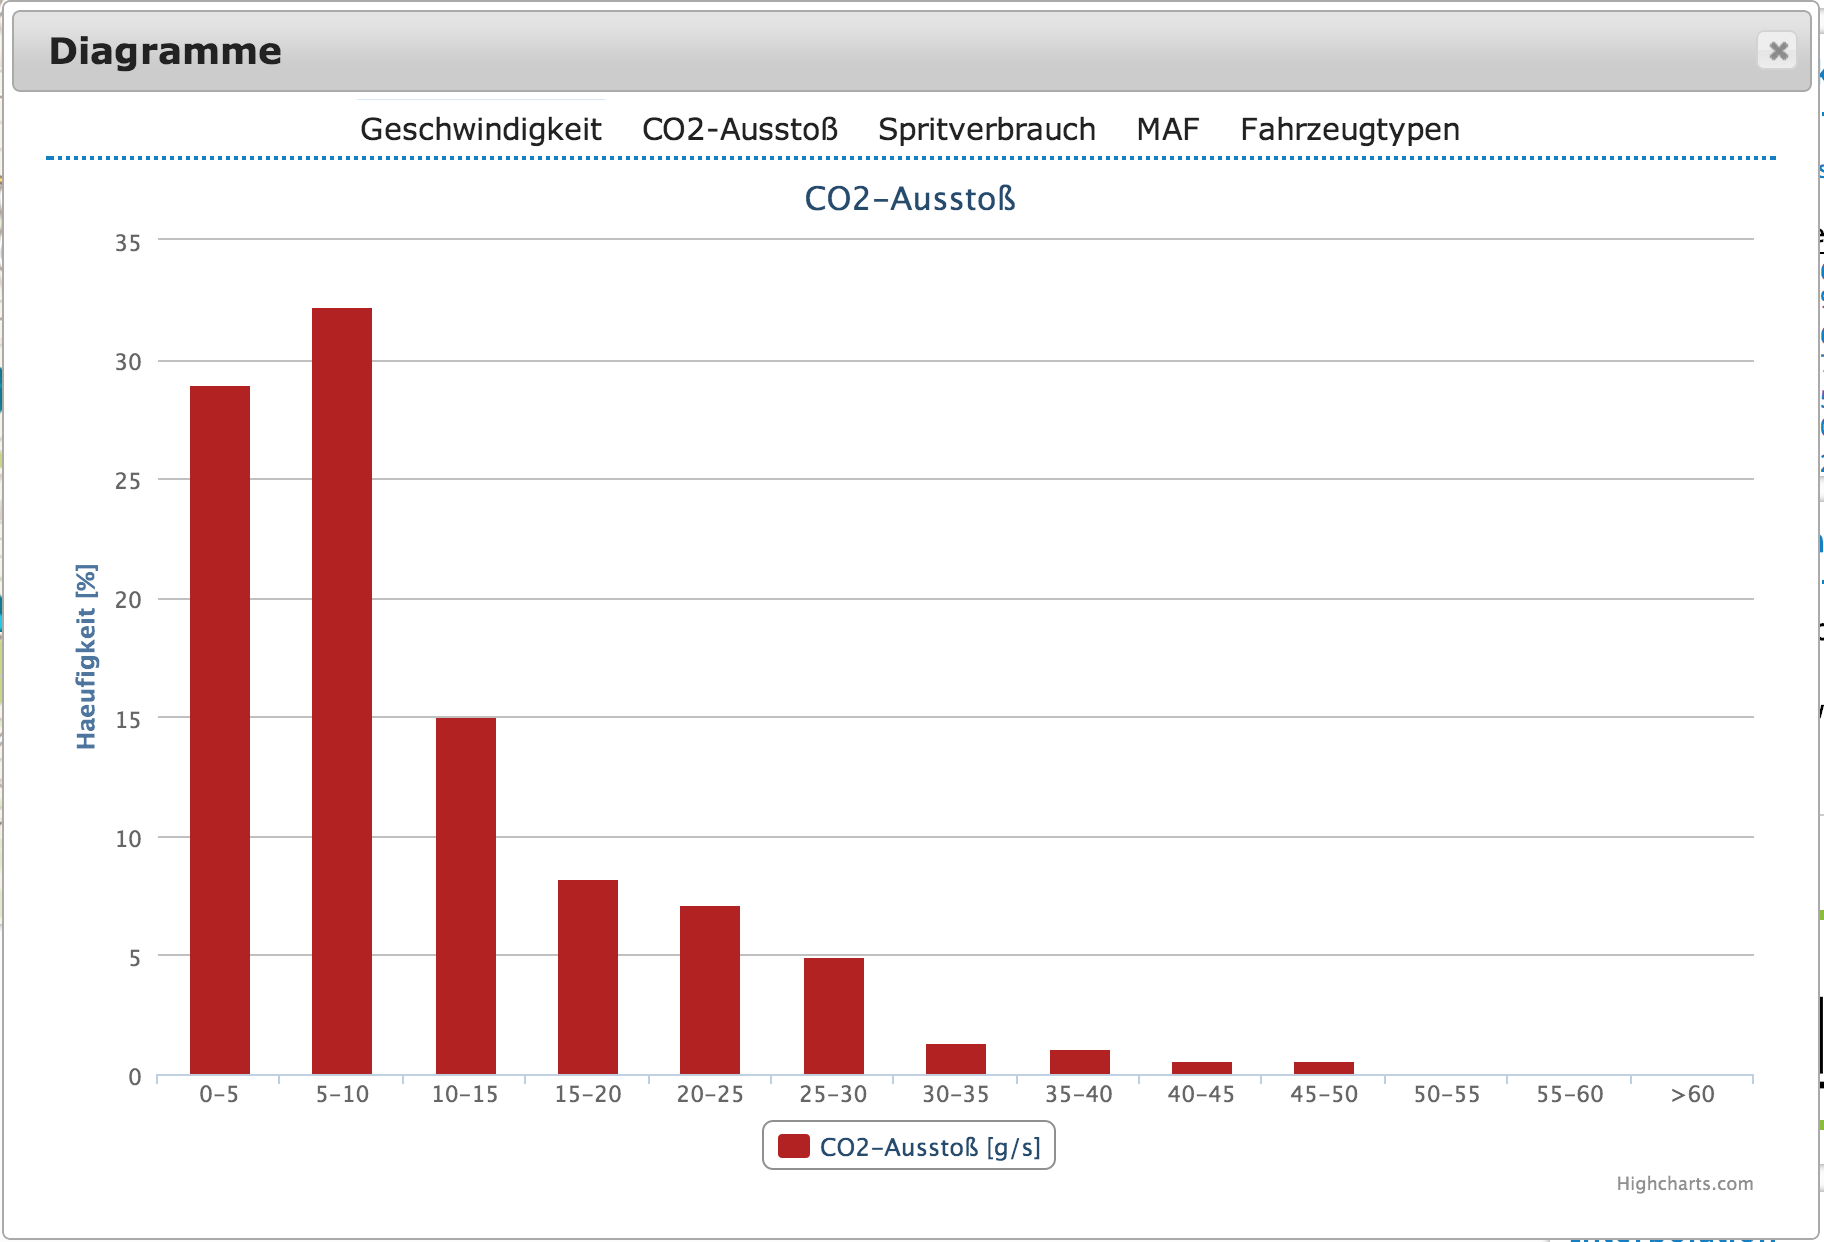 Diagramme
Geschwindigkeit CO2-Ausstoß Spritverbrauch MAF Fahrzeugtypen
CO2-Ausstoß
35
30
25
20
15
10
5
0
Haeufigkeit [%]
0-5 5-10 10-15 15-20 20-25 25-30 30-35 35-40 40-45 45-50 50-55 55-60 >60
CO2-Ausstoß [g/s]
Highcharts.com